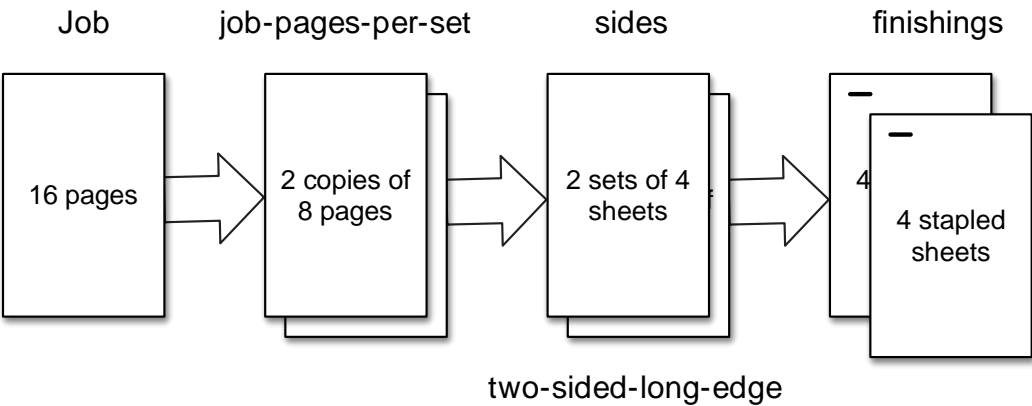 Job
job-pages-per-set
sides
finishings
16 pages
2 copies of
8 pages
2 sets of 4
sheets
4
4 stapled
sheets
two-sided-long-edge